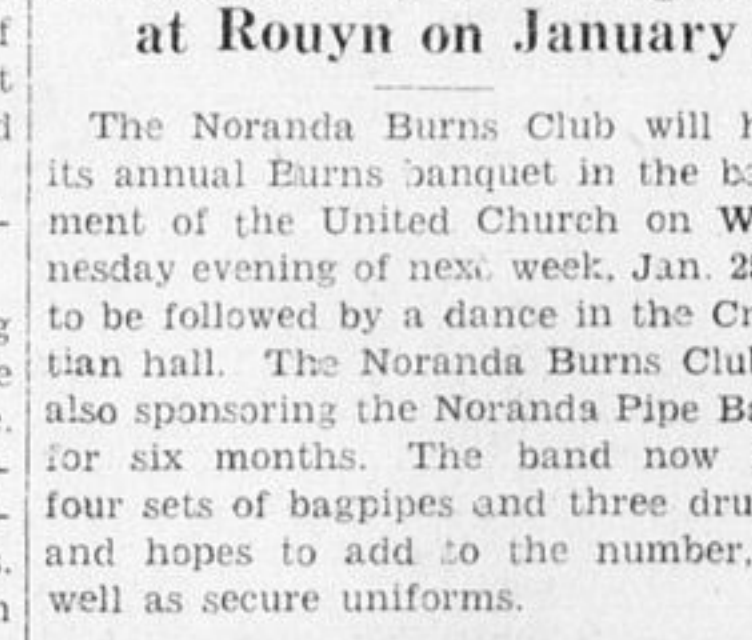 at Rouyn on January
The Noranda Burns Club will
its annual Burns banquet in the
ment of the United Church on
nesday evening of next week, Jan.
to be followed by a dance in the
tian hall. The Noranda Burns
also sponsoring the Noranda Pipe
for six months. The band now
four sets of bagpipes and three
and hopes to add to the number,
well as secure uniforms.